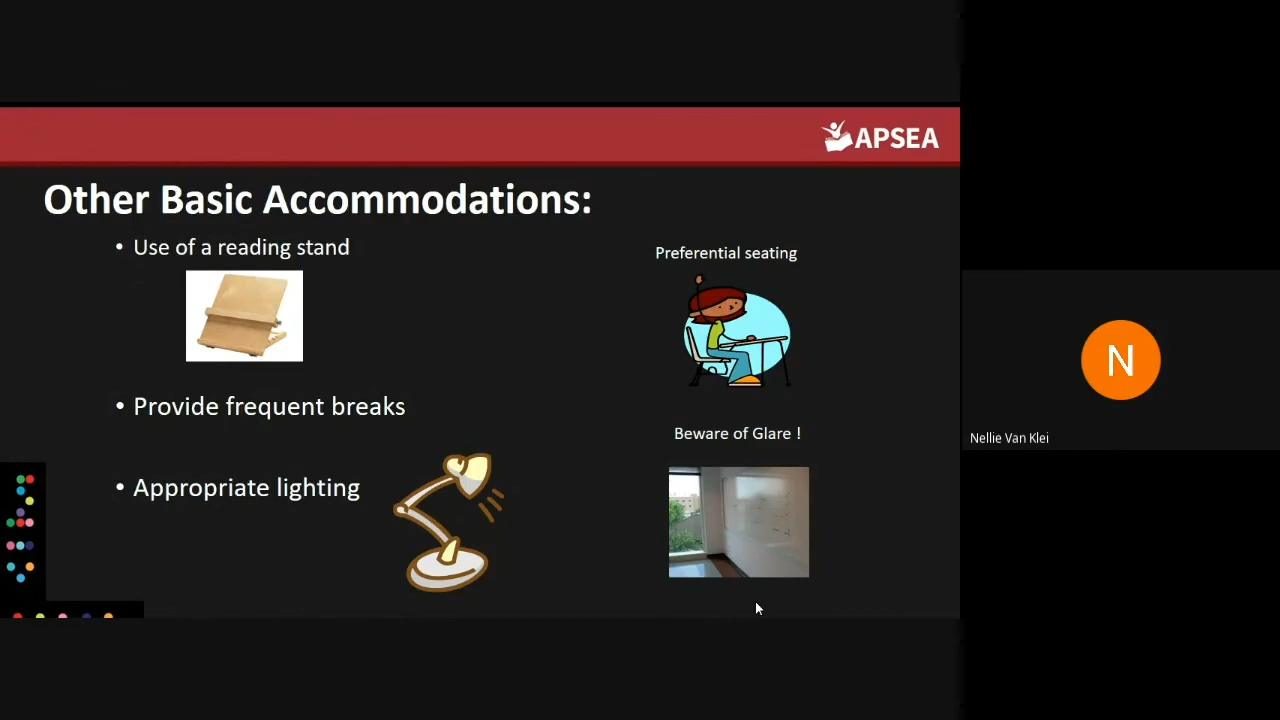 APSEA
Other Basic Accommodations:
• Use of a reading stand
Preferential seating
• Provide frequent breaks
Beware of Glare !
• Appropriate lighting
N
Nellie Van Klei